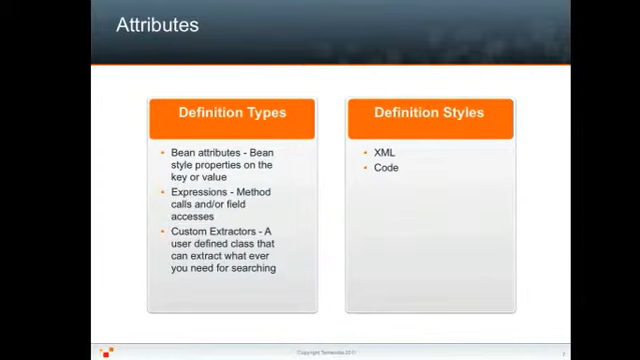 Attributes
Definition Types
• Bean attributes - Bean
style properties on the
key or value
• Expressions - Method
calls and/or field
accesses
• Custom Extractors - A
user defined class that
can extract what ever
you need for searching
Definition Styles
• XML
• Code
Copyright Terracotta 2011